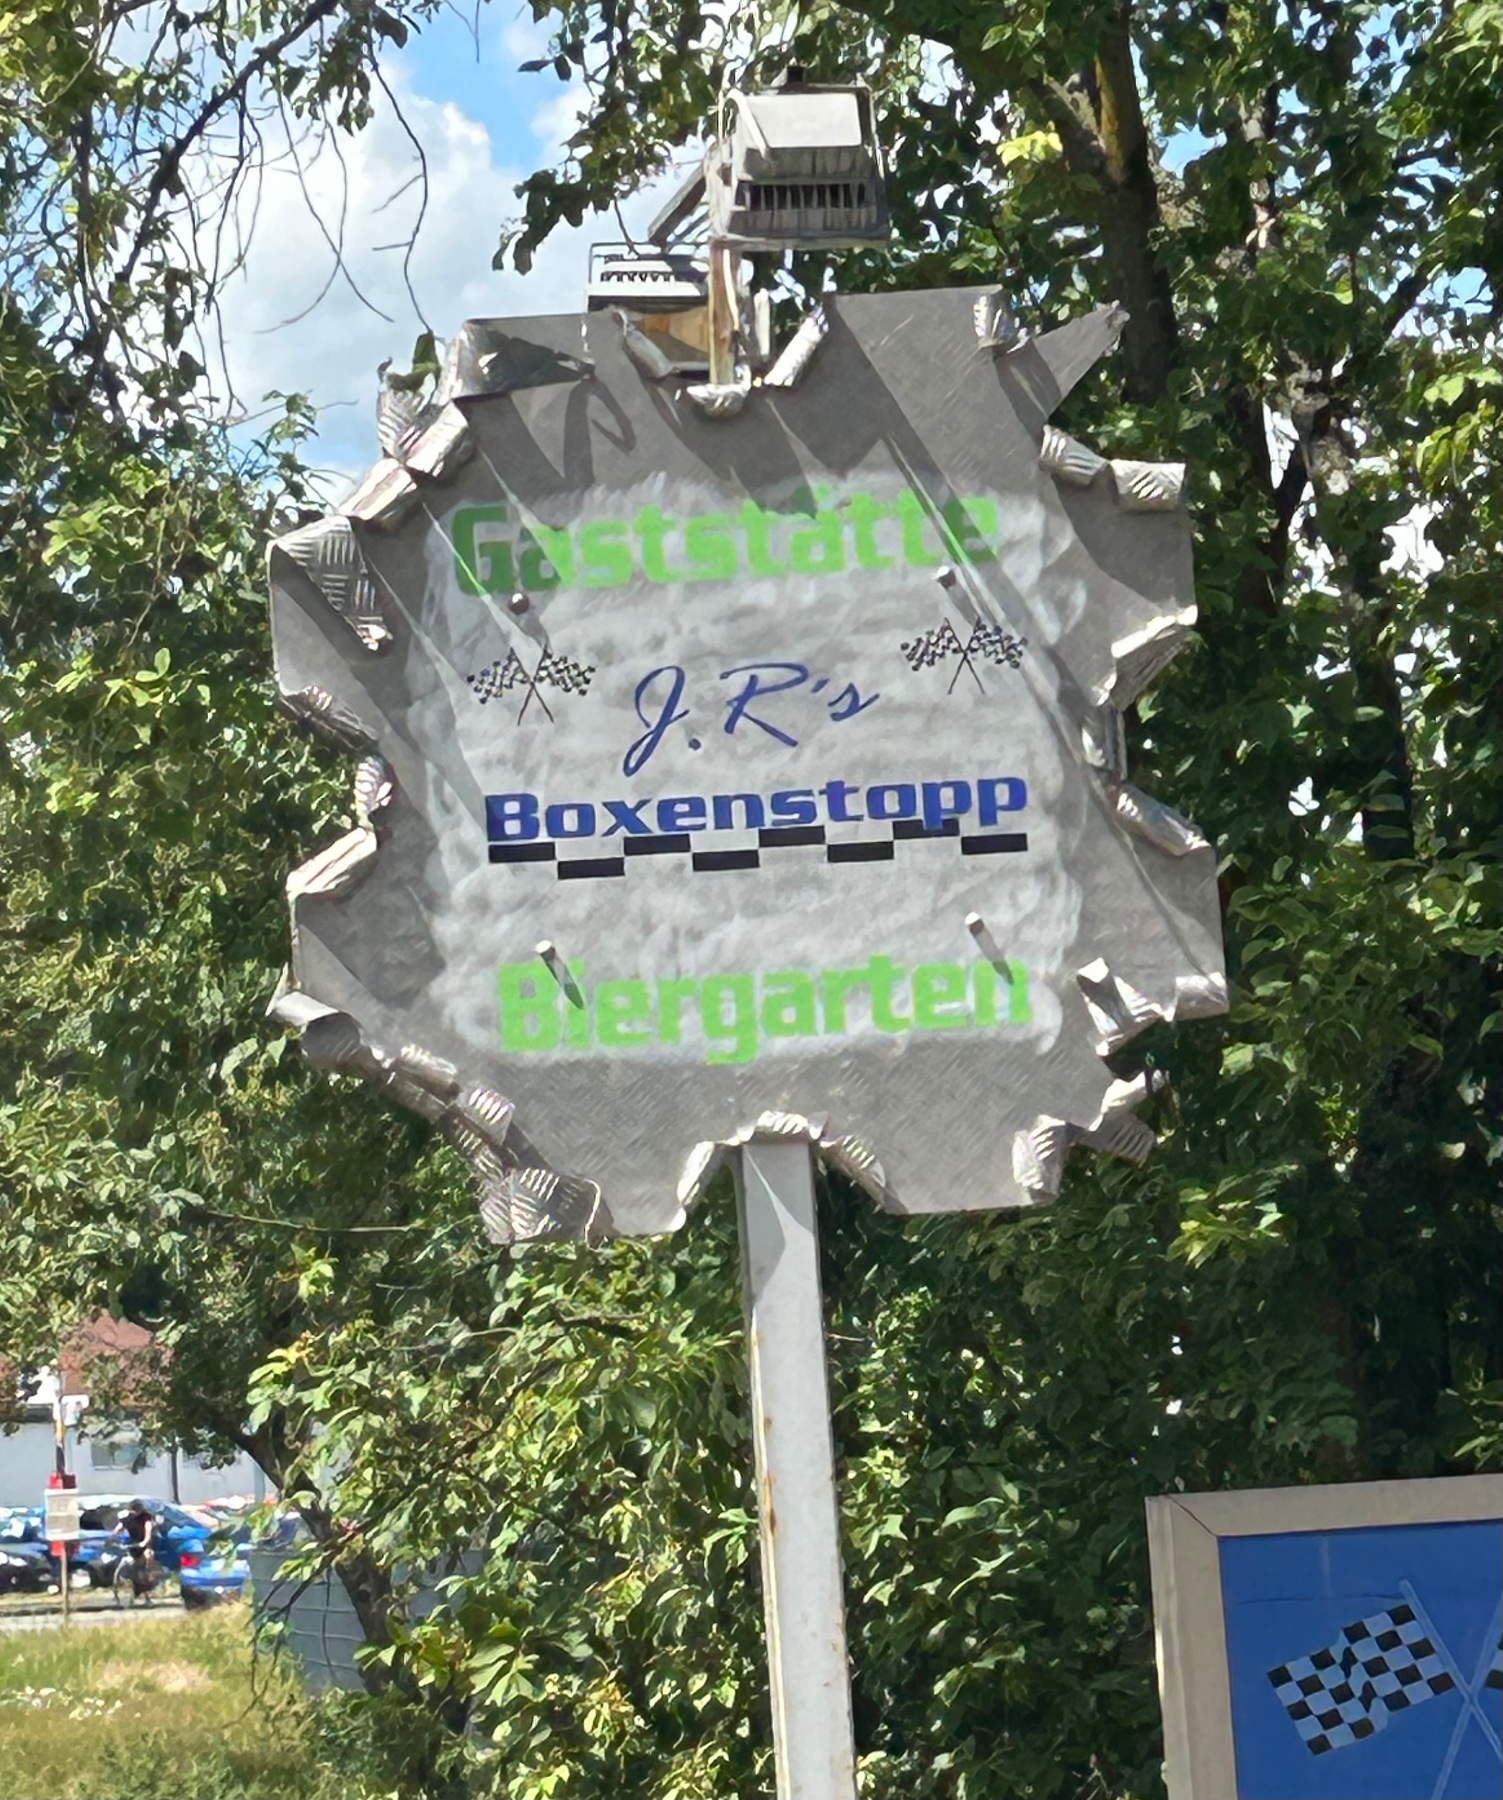 Gaststätte
J.R's
Boxenstopp
Biergarten